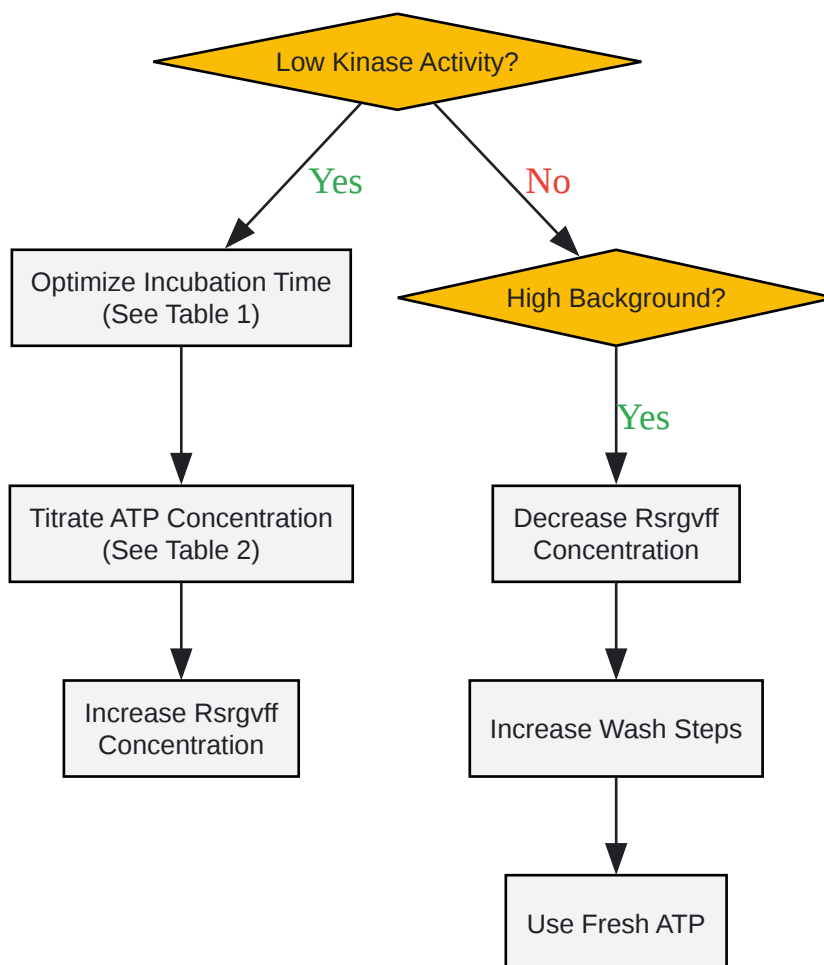 Low Kinase Activity?
Yes
No
Optimize Incubation Time
(See Table 1)
High Background?
Yes
Titrate ATP Concentration
(See Table 2)
Decrease Rsrgvff
Concentration
Increase Rsrgvff
Concentration
Increase Wash Steps
Use Fresh ATP